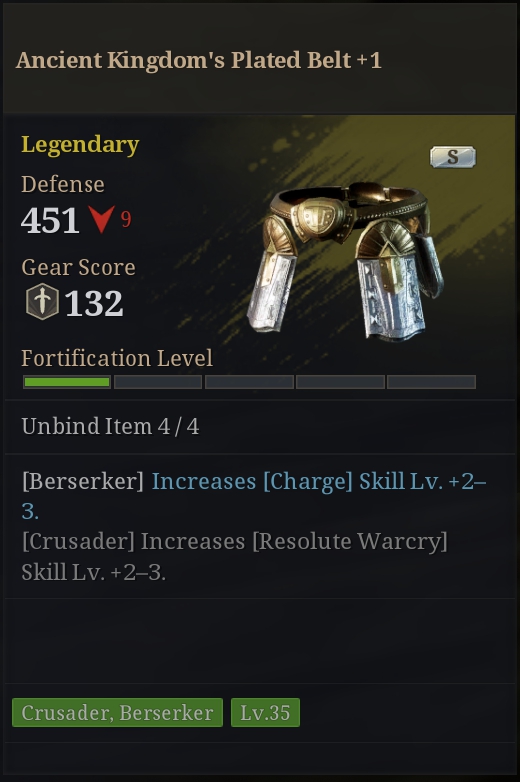 Ancient Kingdom's Plated Belt +1
Legendary
S
Defense
451 9
Gear Score
132
Fortification Level
Unbind Item 4 / 4
[Berserker] Increases [Charge] Skill Lv. +2–
3.
[Crusader] Increases [Resolute Warcry]
Skill Lv. +2–3.
Crusader, Berserker Lv.35